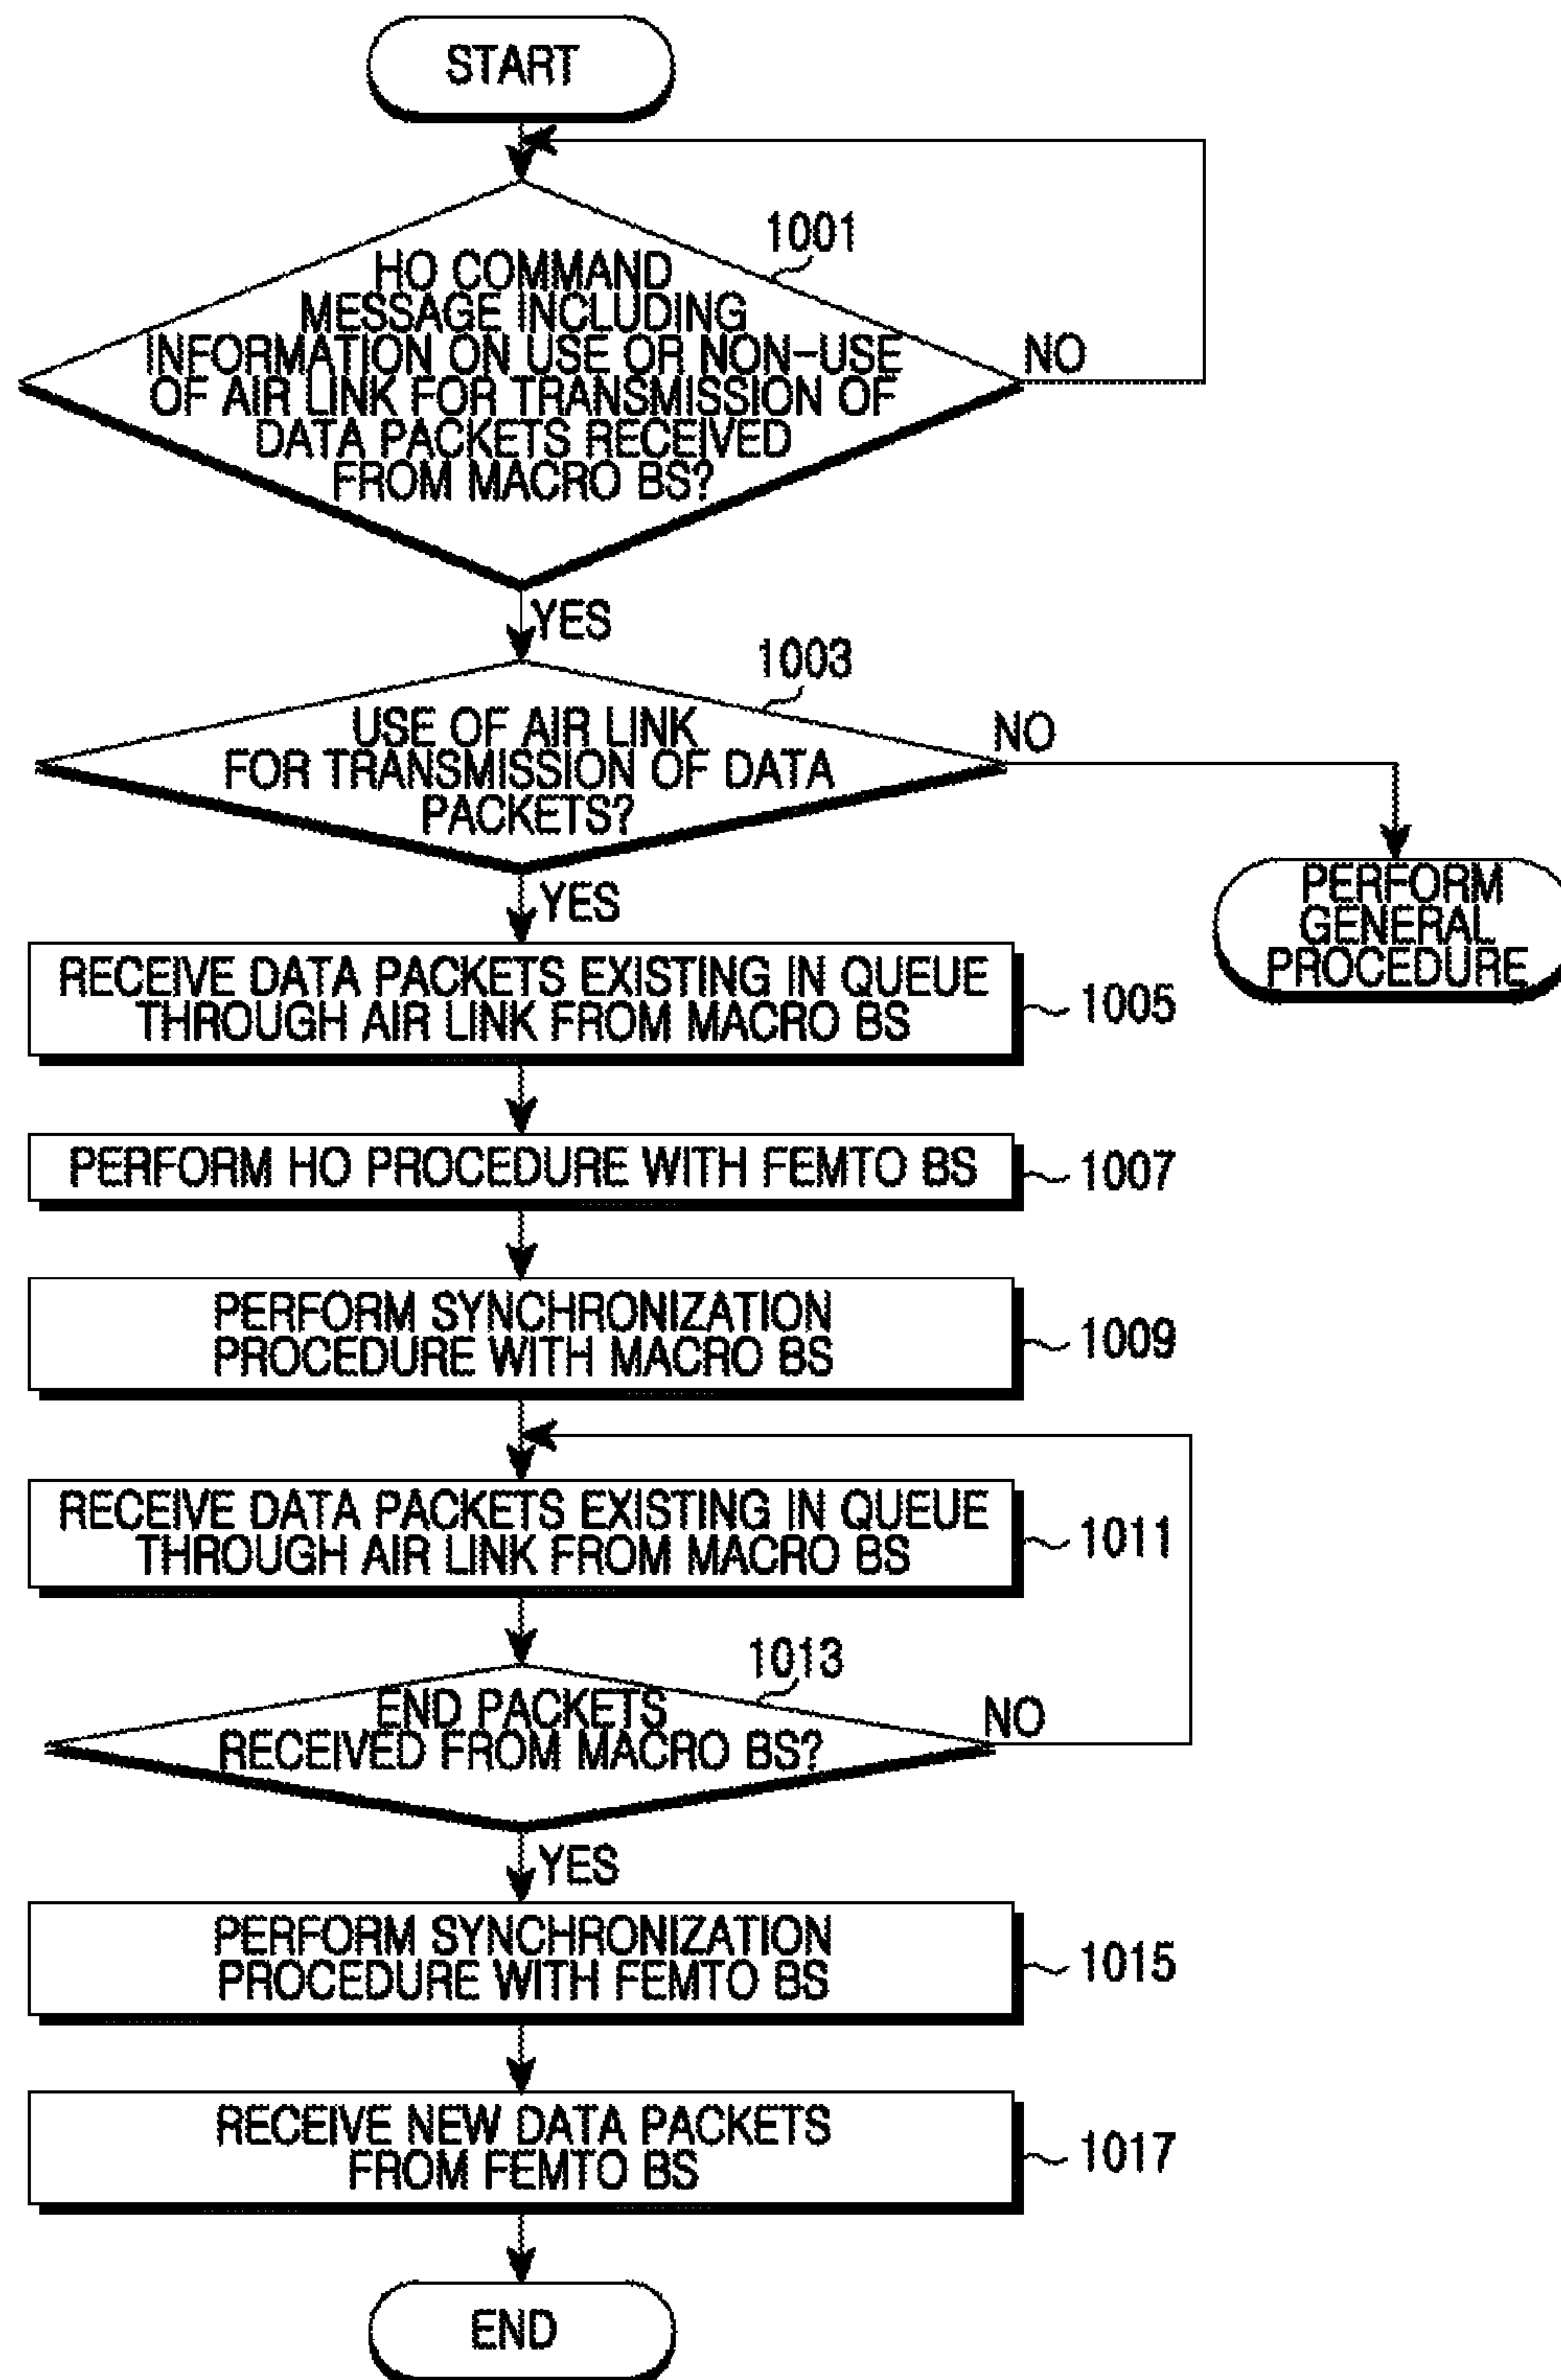 START
1001
HO COMMAND
MESSAGE INCLUDING
INFORMATION ON USE OR NON-USE
OF AIR LINK FOR TRANSMISSION OF
DATA PACKETS RECEIVED
FROM MACRO BS?
NO
YES
1003
USE OF AIR LINK
FOR TRANSMISSION OF DATA
PACKETS?
NO
YES
PERFORM
GENERAL
PROCEDURE
RECEIVE DATA PACKETS EXISTING IN QUEUE
THROUGH AIR LINK FROM MACRO BS
1005
PERFORM HO PROCEDURE WITH FEMTO BS
1007
PERFORM SYNCHRONIZATION
PROCEDURE WITH MACRO BS
1009
RECEIVE DATA PACKETS EXISTING IN QUEUE
THROUGH AIR LINK FROM MACRO BS
1011
1013
END PACKETS
RECEIVED FROM MACRO BS?
NO
YES
PERFORM SYNCHRONIZATION
PROCEDURE WITH FEMTO BS
1015
RECEIVE NEW DATA PACKETS
FROM FEMTO BS
1017
END